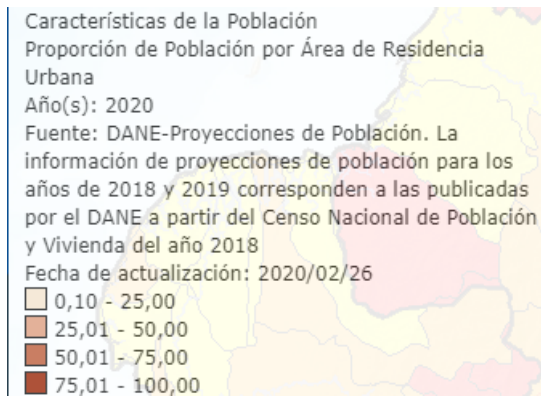 Características de la Población
Proporción de Población por Área de Residencia
Urbana
Año(s): 2020
Fuente: DANE-Proyecciones de Población. La
información de proyecciones de población para los
años de 2018 y 2019 corresponden a las publicadas
por el DANE a partir del Censo Nacional de Población
y Vivienda del año 2018
Fecha de actualización: 2020/02/26
0,10 - 25,00
25,01 - 50,00
50,01 - 75,00
75,01 - 100,00